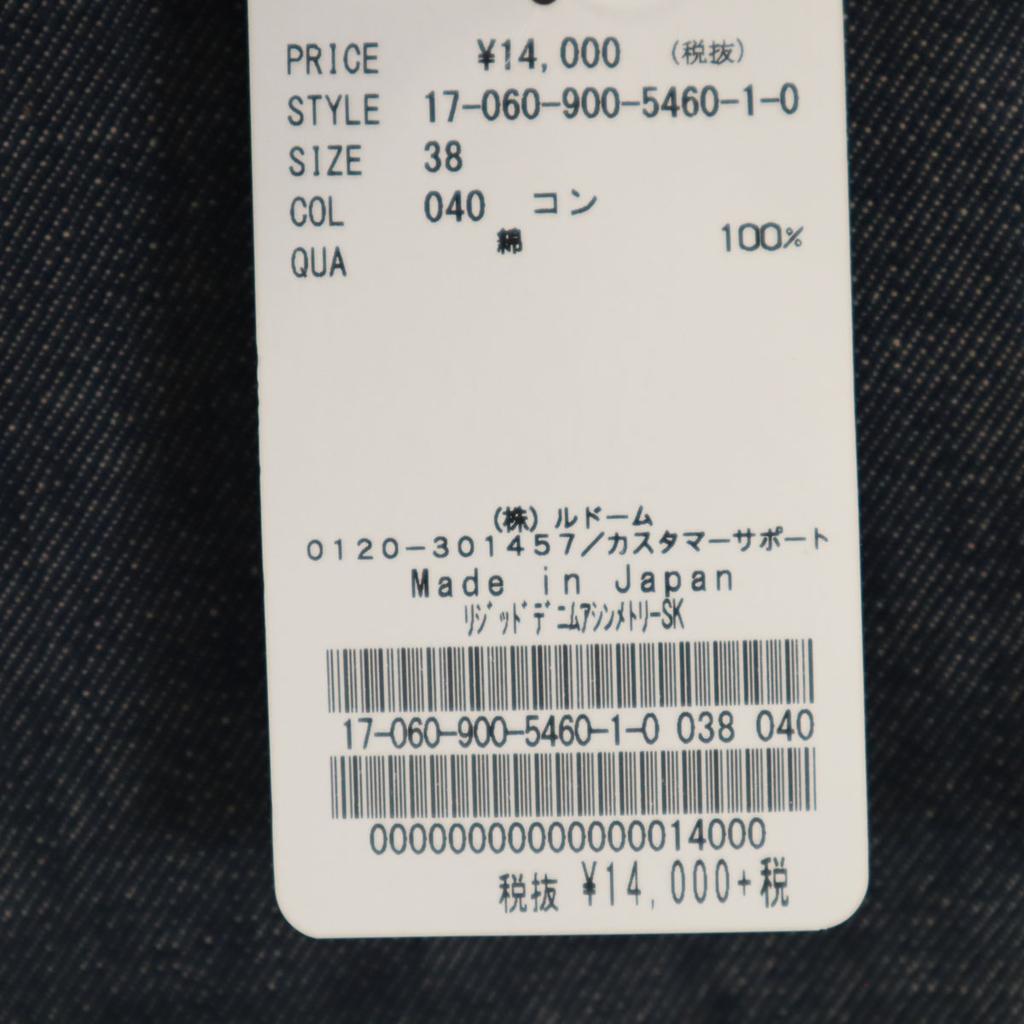 PRICE ¥14,000 (税抜)
STYLE 17-060-900-5460-1-0
SIZE 38
COL 040 コン
QUA 綿 100%
(株)ルドーム
0120-301457/カスタマーサポート
Made in Japan
リジッドデニムアシンメトリーSK
17-060-900-5460-1-0 038 040
00000000000000014000
税抜 ¥14,000+税